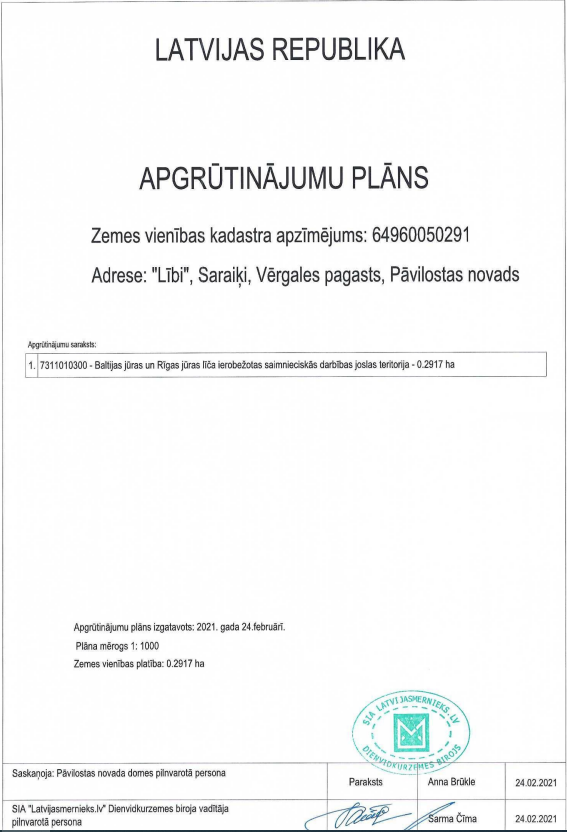 LATVIJAS REPUBLIKA
APGRŪTINĀJUMU PLĀNS
Zemes vienības kadastra apzīmējums: 64960050291
Adrese: "Lībi", Saraiķi, Vērgales pagasts, Pāvilostas novads
Apgrūtinājumu saraksts:
1. 7311010300 - Baltijas jūras un Rīgas jūras līča ierobežotas saimnieciskās darbības joslas teritorija - 0.2917 ha
Apgrūtinājumu plāns izgatavots: 2021. gada 24.februārī.
Plāna mērogs 1: 1000
Zemes vienības platība: 0.2917 ha
SIA LATVIJASMERNIEKS.LV
DIENVIDKURZEMES BIROJS
Saskaņoja: Pāvilostas novada domes pilnvarotā persona
Paraksts
Anna Brūkle
24.02.2021
SIA "Latvijasmernieks.lv" Dienvidkurzemes biroja vadītāja
pilnvarotā persona
Sarma Čīma
24.02.2021